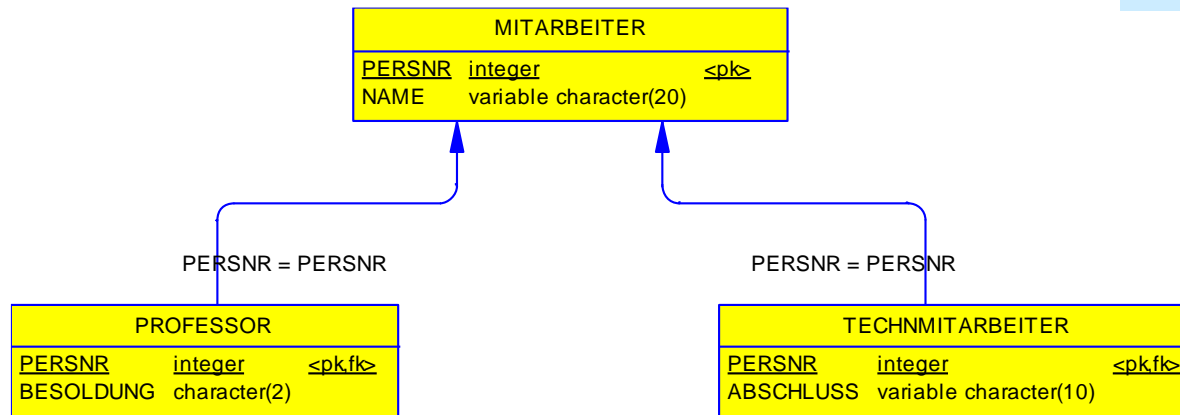 MITARBEITER
PERSNR integer <pk>
NAME variable character(20)
PERSNR = PERSNR
PERSNR = PERSNR
PROFESSOR
PERSNR integer <pk,fk>
BESOLDUNG character(2)
TECHNMITARBEITER
PERSNR integer <pk,fk>
ABSCHLUSS variable character(10)